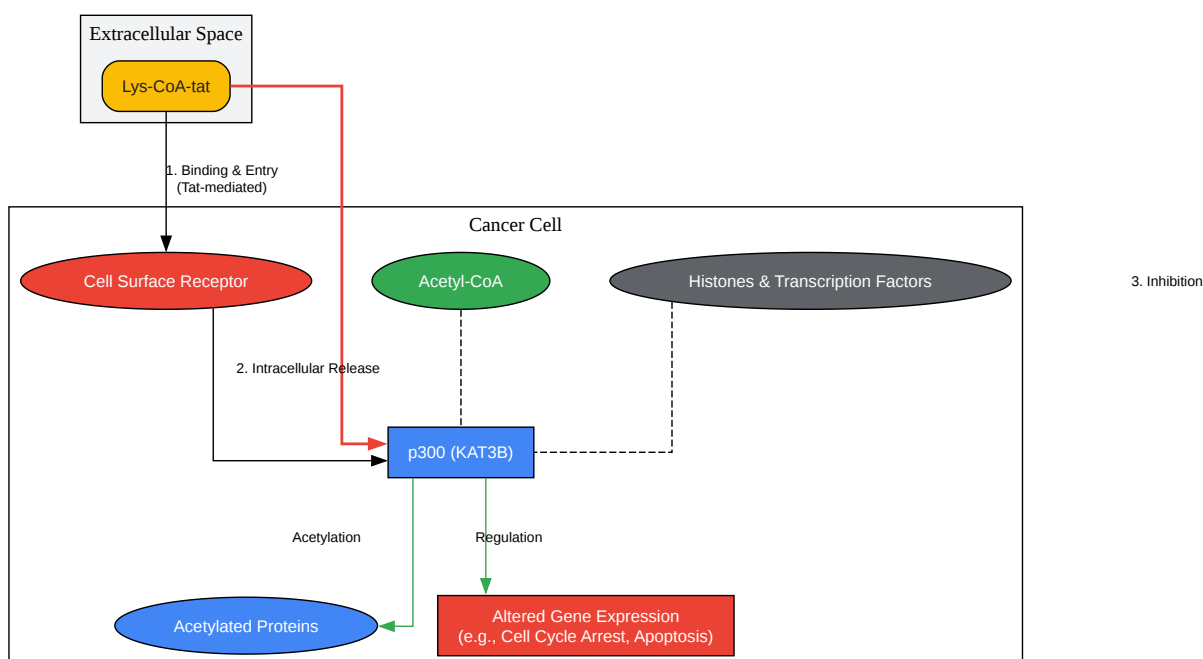 Extracellular Space
Lys-CoA-tat
1. Binding & Entry
(Tat-mediated)
Cancer Cell
Cell Surface Receptor
Acetyl-CoA
Histones & Transcription Factors
3. Inhibition
2. Intracellular Release
p300 (KAT3B)
Acetylation
Regulation
Acetylated Proteins
Altered Gene Expression
(e.g., Cell Cycle Arrest, Apoptosis)